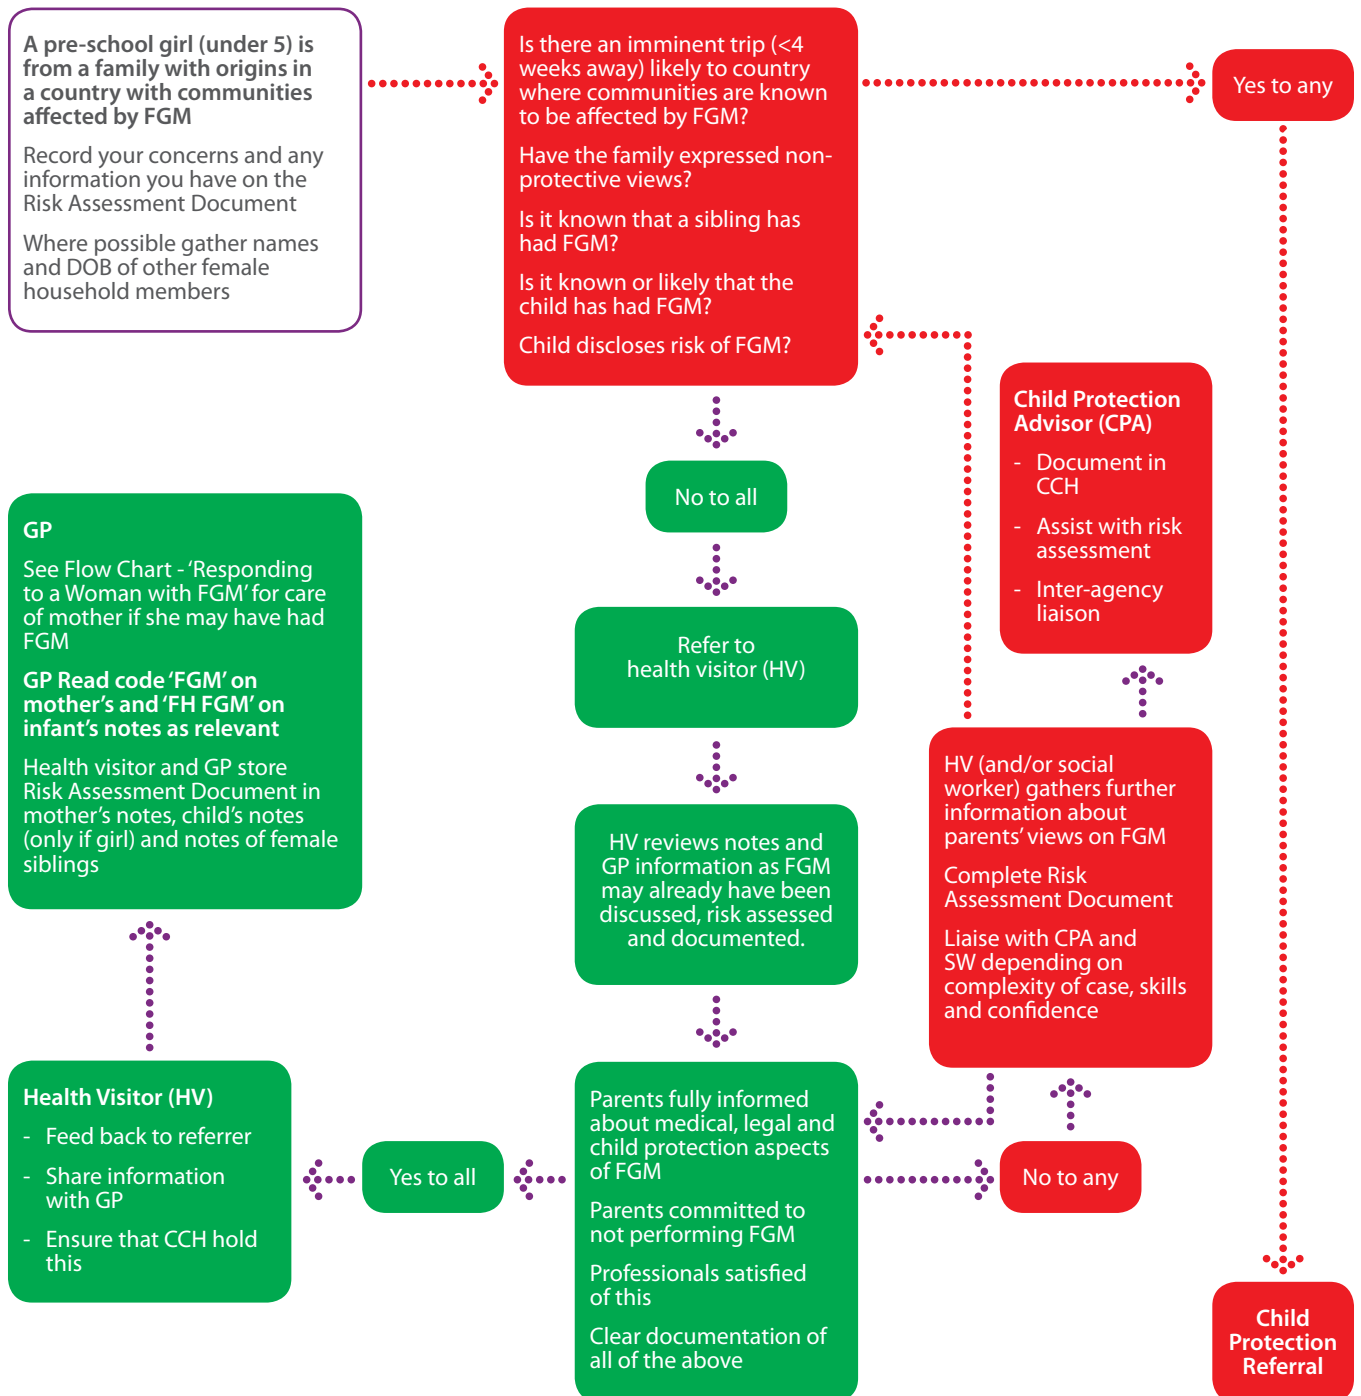 A pre-school girl (under 5) is
from a family with origins in
a country with communities
affected by FGM
Record your concerns and any
information you have on the
Risk Assessment Document
Where possible gather names
and DOB of other female
household members
Is there an imminent trip (<4
weeks away) likely to country
where communities are known
to be affected by FGM?
Have the family expressed non-
protective views?
Is it known that a sibling has
had FGM?
Is it known or likely that the
child has had FGM?
Child discloses risk of FGM?
Yes to any
No to all
Refer to
health visitor (HV)
HV reviews notes and
GP information as FGM
may already have been
discussed, risk assessed
and documented.
Parents fully informed
about medical, legal and
child protection aspects
of FGM
Parents committed to
not performing FGM
Professionals satisfied
of this
Clear documentation of
all of the above
No to any
HV (and/or social
worker) gathers further
information about
parents' views on FGM
Complete Risk
Assessment Document
Liaise with CPA and
SW depending on
complexity of case, skills
and confidence
Child Protection
Advisor (CPA)
- Document in
CCH
- Assist with risk
assessment
- Inter-agency
liaison
Yes to all
Health Visitor (HV)
- Feed back to referrer
- Share information
with GP
- Ensure that CCH hold
this
GP
See Flow Chart - 'Responding
to a Woman with FGM' for care
of mother if she may have had
FGM
GP Read code 'FGM' on
mother's and 'FH FGM' on
infant's notes as relevant
Health visitor and GP store
Risk Assessment Document in
mother's notes, child's notes
(only if girl) and notes of female
siblings
Child
Protection
Referral